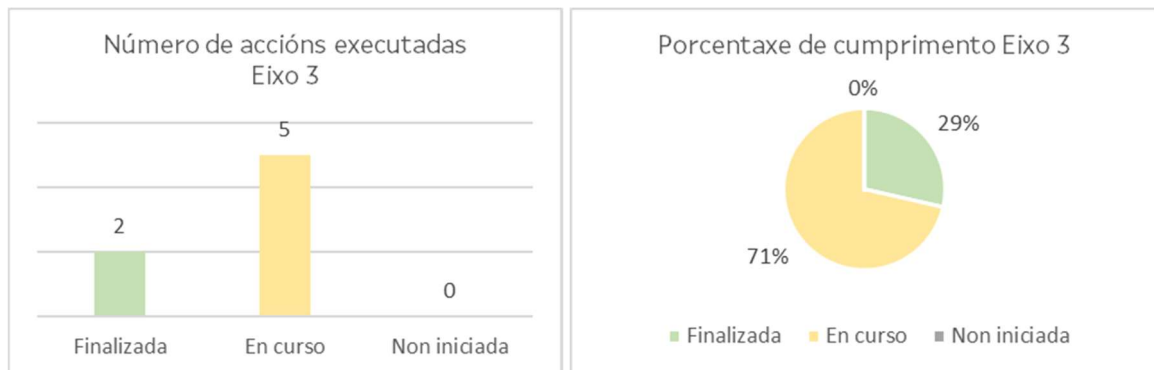 Número de accións executadas
Eixo 3
5
2
0
Finalizada
En curso
Non iniciada
Porcentaxe de cumprimento Eixo 3
0%
29%
71%
Finalizada
En curso
Non iniciada